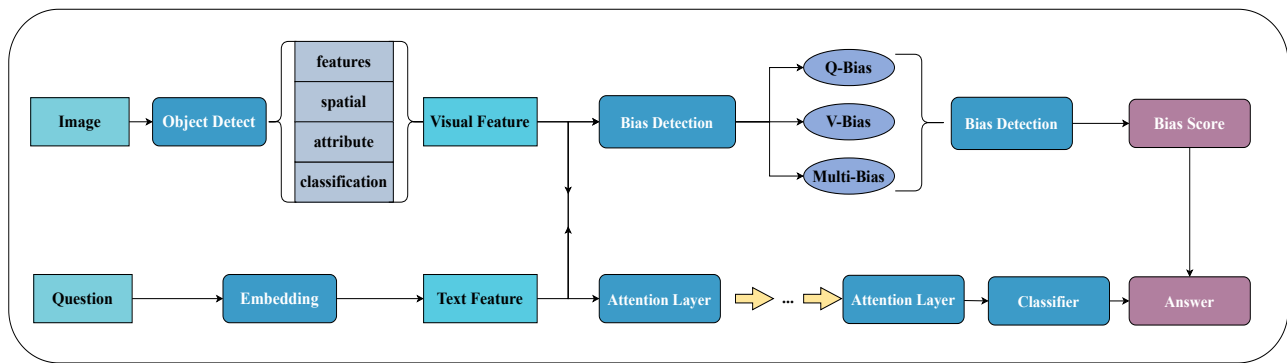 features
spatial
attribute
classification
Image
Object Detect
Visual Feature
Bias Detection
Q-Bias
V-Bias
Multi-Bias
Bias Detection
Bias Score
Question
Embedding
Text Feature
Attention Layer
...
Attention Layer
Classifier
Answer